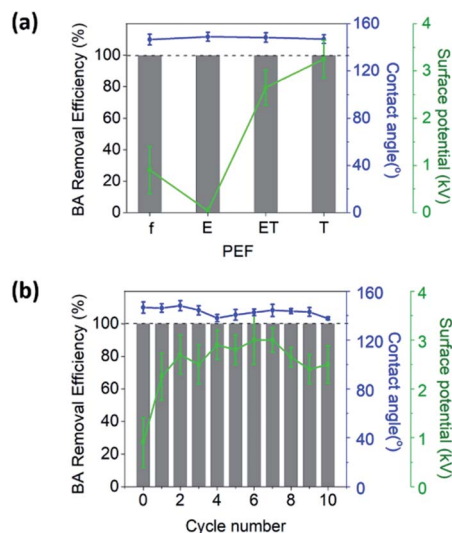 (a)
BA Removal Efficiency (%)
120
100
80
60
40
20
0
f E ET T
PEF
160
120
80
40
0
Contact angle(°)
4
3
2
1
0
Surface potential (kV)
(b)
BA Removal Efficiency (%)
120
100
80
60
40
20
0
0 2 4 6 8 10
Cycle number
160
120
80
40
0
Contact angle(°)
4
3
2
1
0
Surface potential (kV)